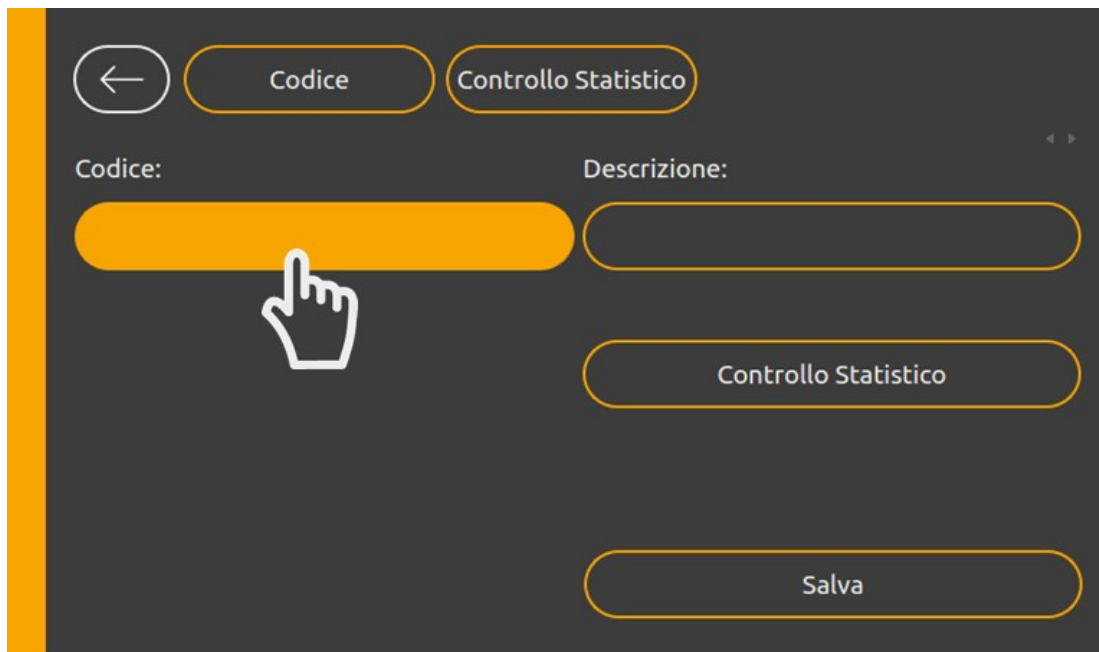 Codice
Controllo Statistico
Codice:
Descrizione:
Controllo Statistico
Salva